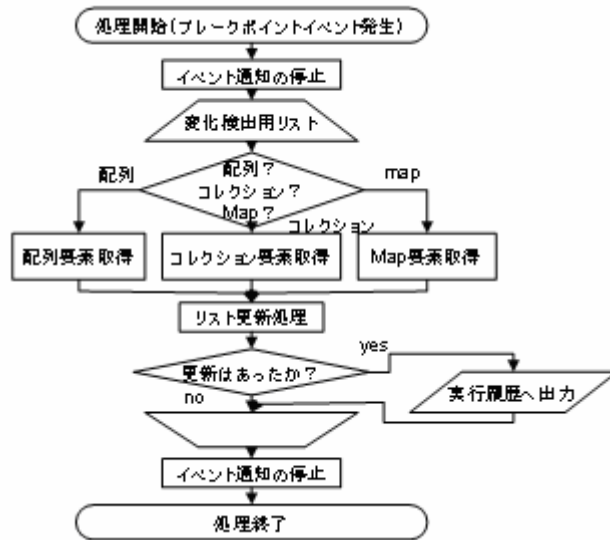 処理開始(ブレークポイントイベント発生)
イベント通知の停止
変化検出用リスト
配列
配列?
コレクション?
Map?
map
コレクション
配列要素取得
コレクション要素取得
Map要素取得
リスト更新処理
yes
更新はあったか?
no
実行履歴へ出力
イベント通知の停止
処理終了